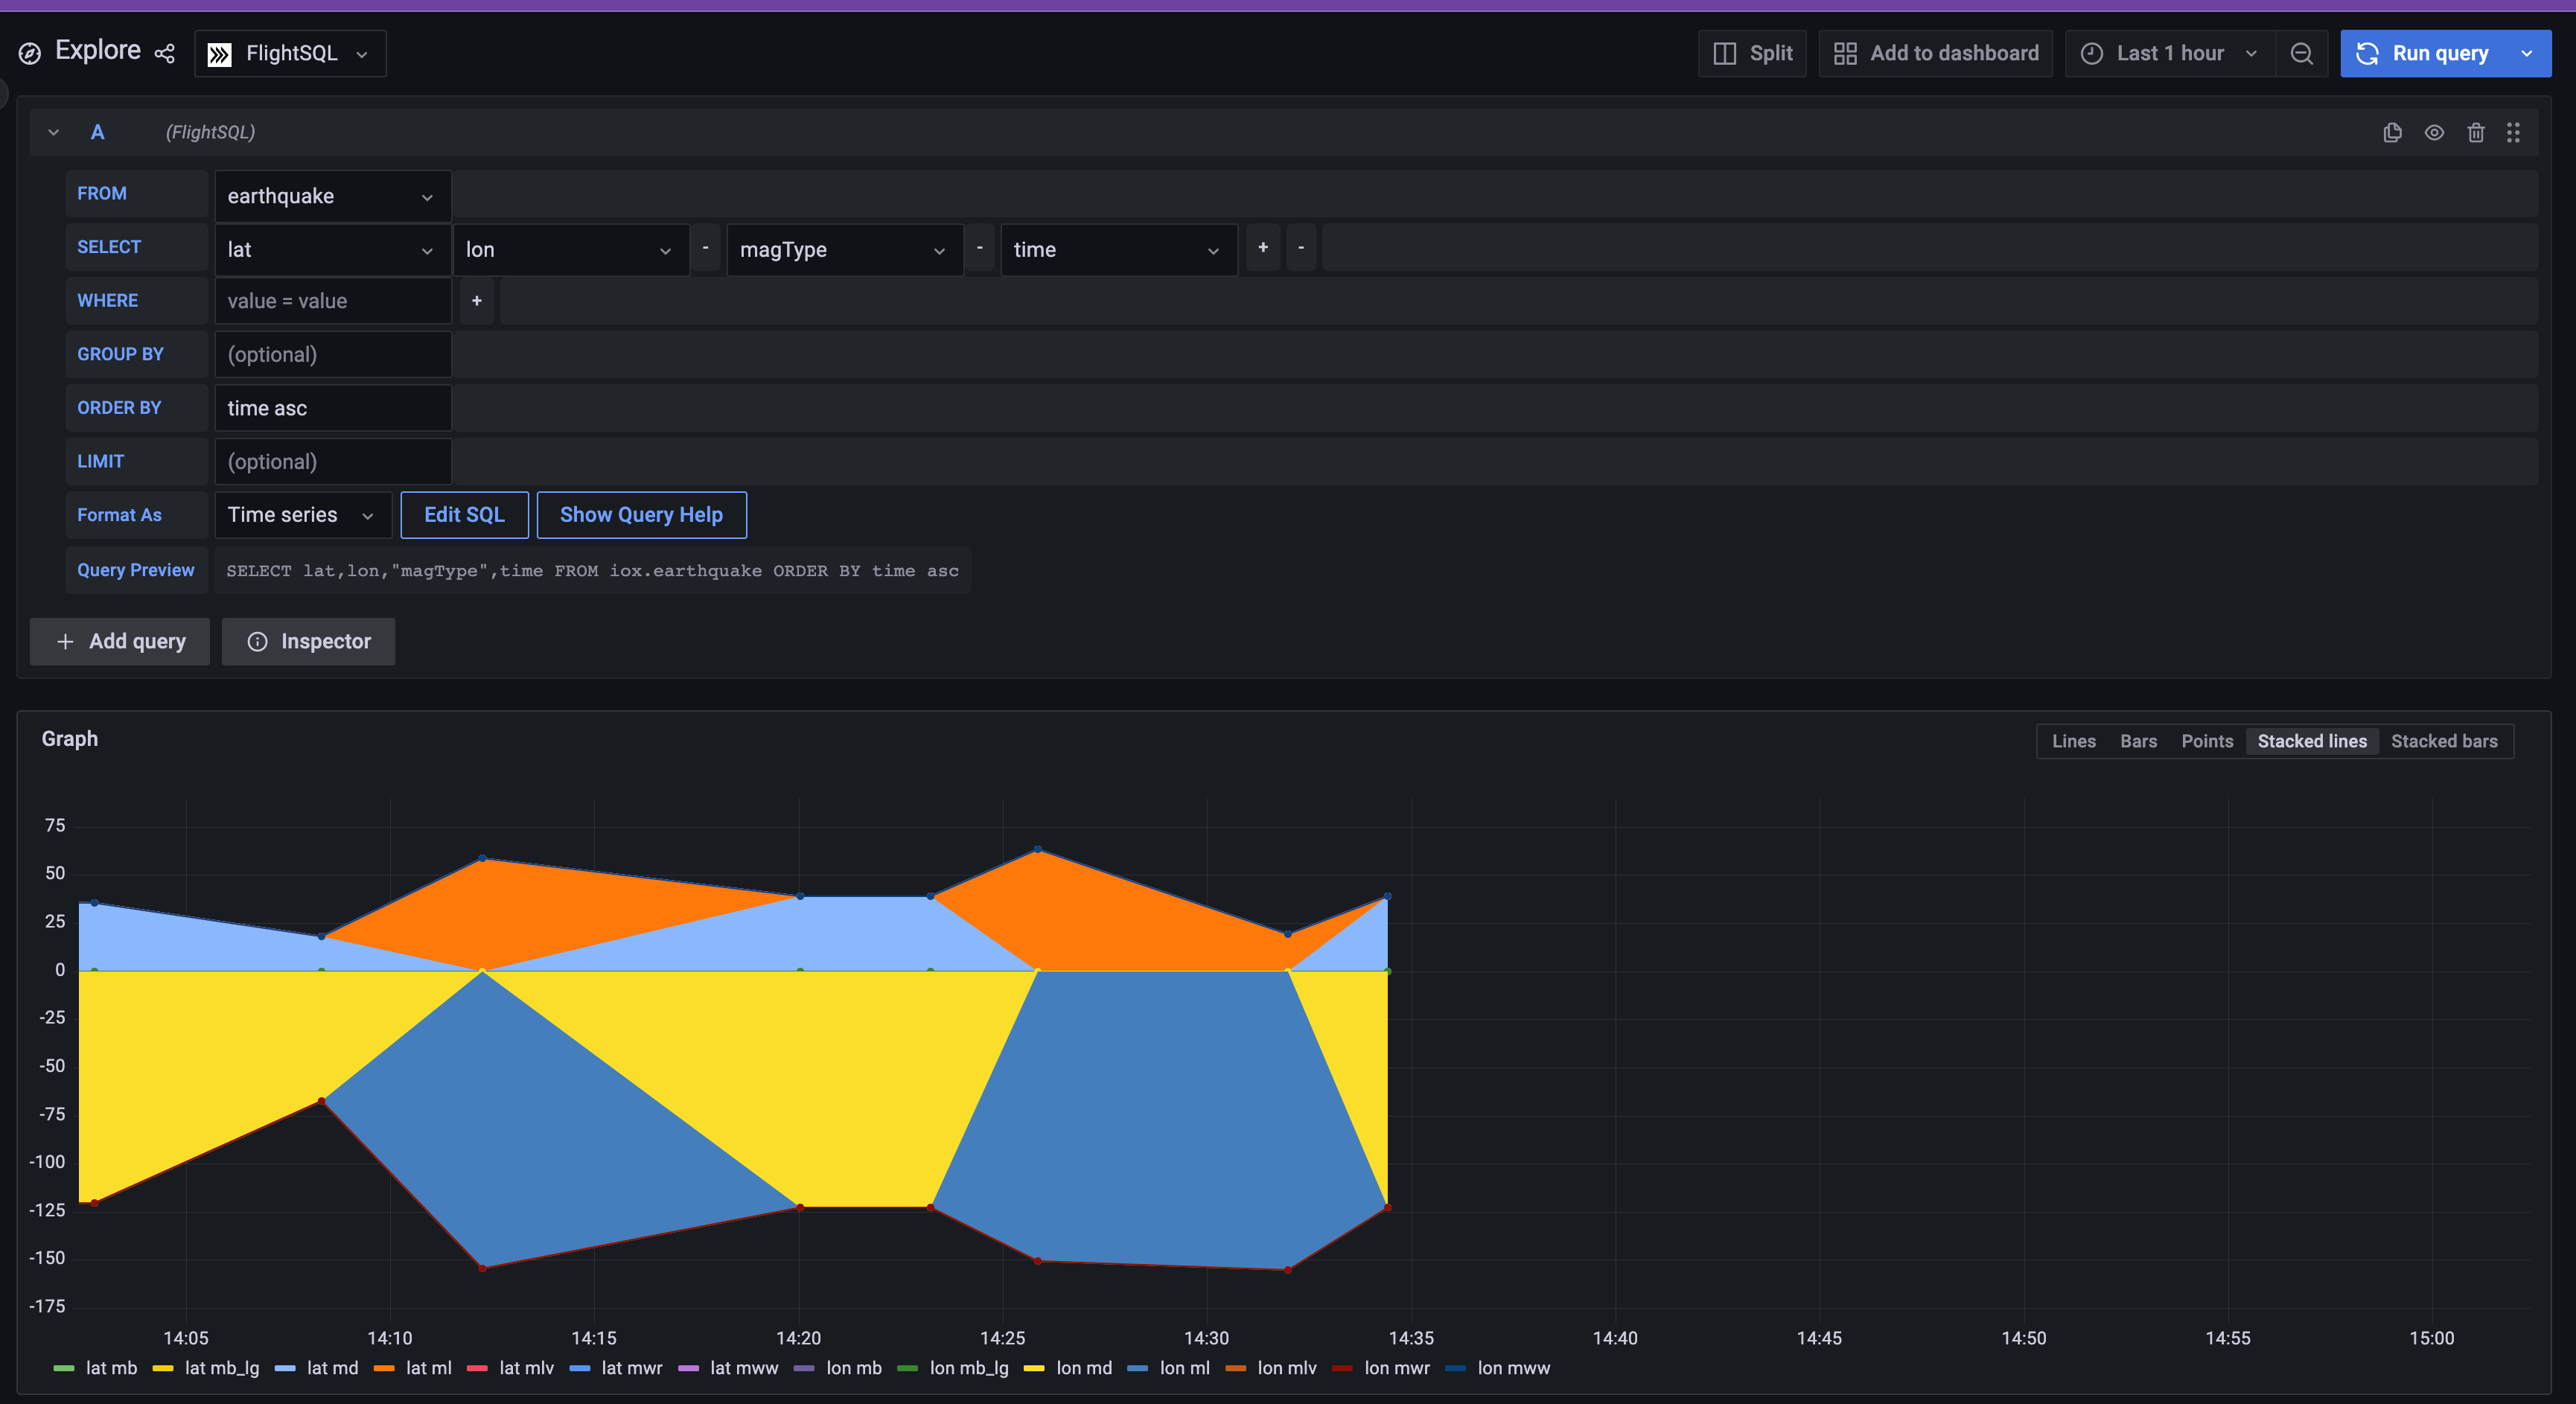 Explore FlightSQL Split Add to dashboard Last 1 hour Run query
A (FlightSQL)
FROM earthquake
SELECT lat lon - magType - time + -
WHERE value = value +
GROUP BY (optional)
ORDER BY time asc
LIMIT (optional)
Format As Time series Edit SQL Show Query Help
Query Preview SELECT lat,lon,"magType",time FROM iox.earthquake ORDER BY time asc
+ Add query Inspector
Graph Lines Bars Points Stacked lines Stacked bars
75
50
25
0
-25
-50
-75
-100
-125
-150
-175
14:05 14:10 14:15 14:20 14:25 14:30 14:35 14:40 14:45 14:50 14:55 15:00
lat mb lat mb_lg lat md lat ml lat mlv lat mwr lat mww lon mb lon mb_lg lon md lon ml lon mlv lon mwr lon mww